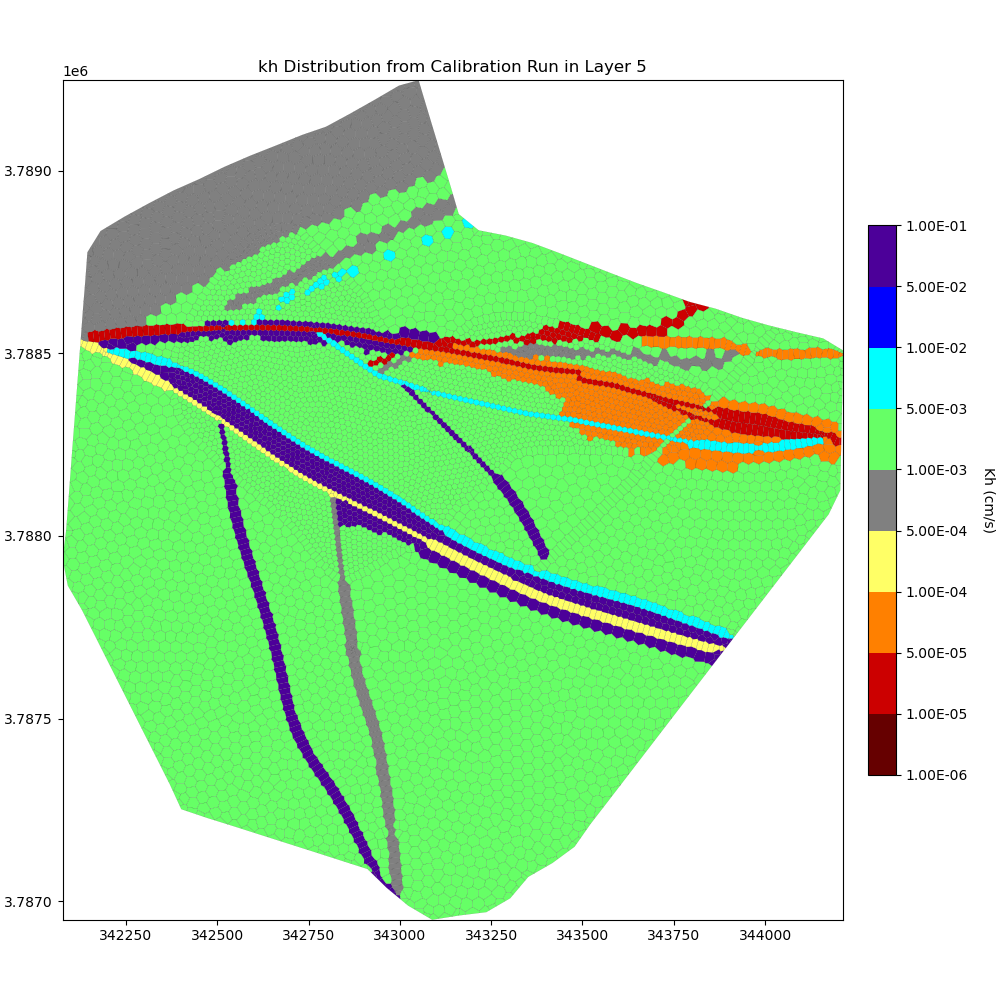 kh Distribution from Calibration Run in Layer 5
1e6
3.7890
3.7885
3.7880
3.7875
3.7870
342250 342500 342750 343000 343250 343500 343750 344000
1.00E-01
5.00E-02
1.00E-02
5.00E-03
1.00E-03
5.00E-04
1.00E-04
5.00E-05
1.00E-05
1.00E-06
Kh (cm/s)